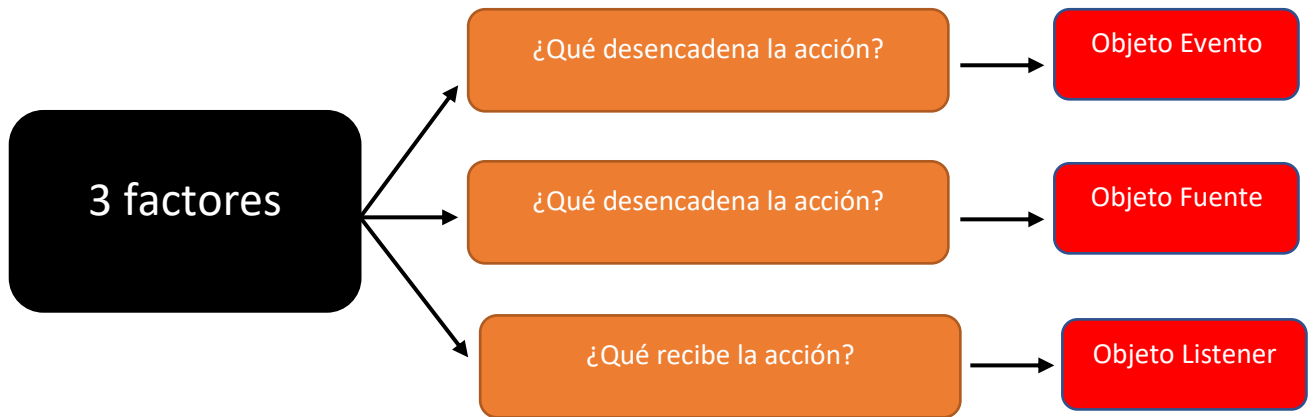 ¿Qué desencadena la acción?
Objeto Evento
3 factores
¿Qué desencadena la acción?
Objeto Fuente
¿Qué recibe la acción?
Objeto Listener